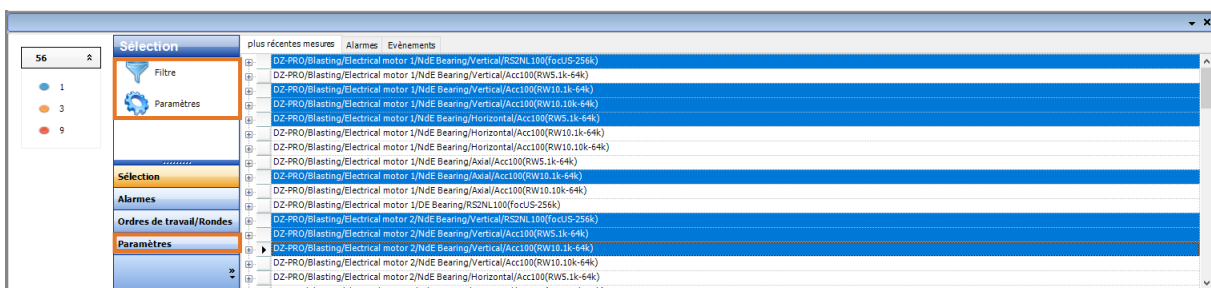 56
1
3
9
Sélection
Filtre
Paramètres
Sélection
Alarmes
Ordres de travail/Rondes
Paramètres
plus récentes mesures Alarmes Evènements
DZ-PRO/Blasting/Electrical motor 1/NdE Bearing/Vertical/RS2NL100(focUS-256k)
DZ-PRO/Blasting/Electrical motor 1/NdE Bearing/Vertical/Acc100(RW5.1k-64k)
DZ-PRO/Blasting/Electrical motor 1/NdE Bearing/Vertical/Acc100(RW10.1k-64k)
DZ-PRO/Blasting/Electrical motor 1/NdE Bearing/Vertical/Acc100(RW10.10k-64k)
DZ-PRO/Blasting/Electrical motor 1/NdE Bearing/Horizontal/Acc100(RW5.1k-64k)
DZ-PRO/Blasting/Electrical motor 1/NdE Bearing/Horizontal/Acc100(RW10.1k-64k)
DZ-PRO/Blasting/Electrical motor 1/NdE Bearing/Horizontal/Acc100(RW10.10k-64k)
DZ-PRO/Blasting/Electrical motor 1/NdE Bearing/Axial/Acc100(RW5.1k-64k)
DZ-PRO/Blasting/Electrical motor 1/NdE Bearing/Axial/Acc100(RW10.1k-64k)
DZ-PRO/Blasting/Electrical motor 1/NdE Bearing/Axial/Acc100(RW10.10k-64k)
DZ-PRO/Blasting/Electrical motor 1/DE Bearing/RS2NL100(focUS-256k)
DZ-PRO/Blasting/Electrical motor 2/NdE Bearing/Vertical/RS2NL100(focUS-256k)
DZ-PRO/Blasting/Electrical motor 2/NdE Bearing/Vertical/Acc100(RW5.1k-64k)
DZ-PRO/Blasting/Electrical motor 2/NdE Bearing/Vertical/Acc100(RW10.1k-64k)
DZ-PRO/Blasting/Electrical motor 2/NdE Bearing/Vertical/Acc100(RW10.10k-64k)
DZ-PRO/Blasting/Electrical motor 2/NdE Bearing/Horizontal/Acc100(RW5.1k-64k)